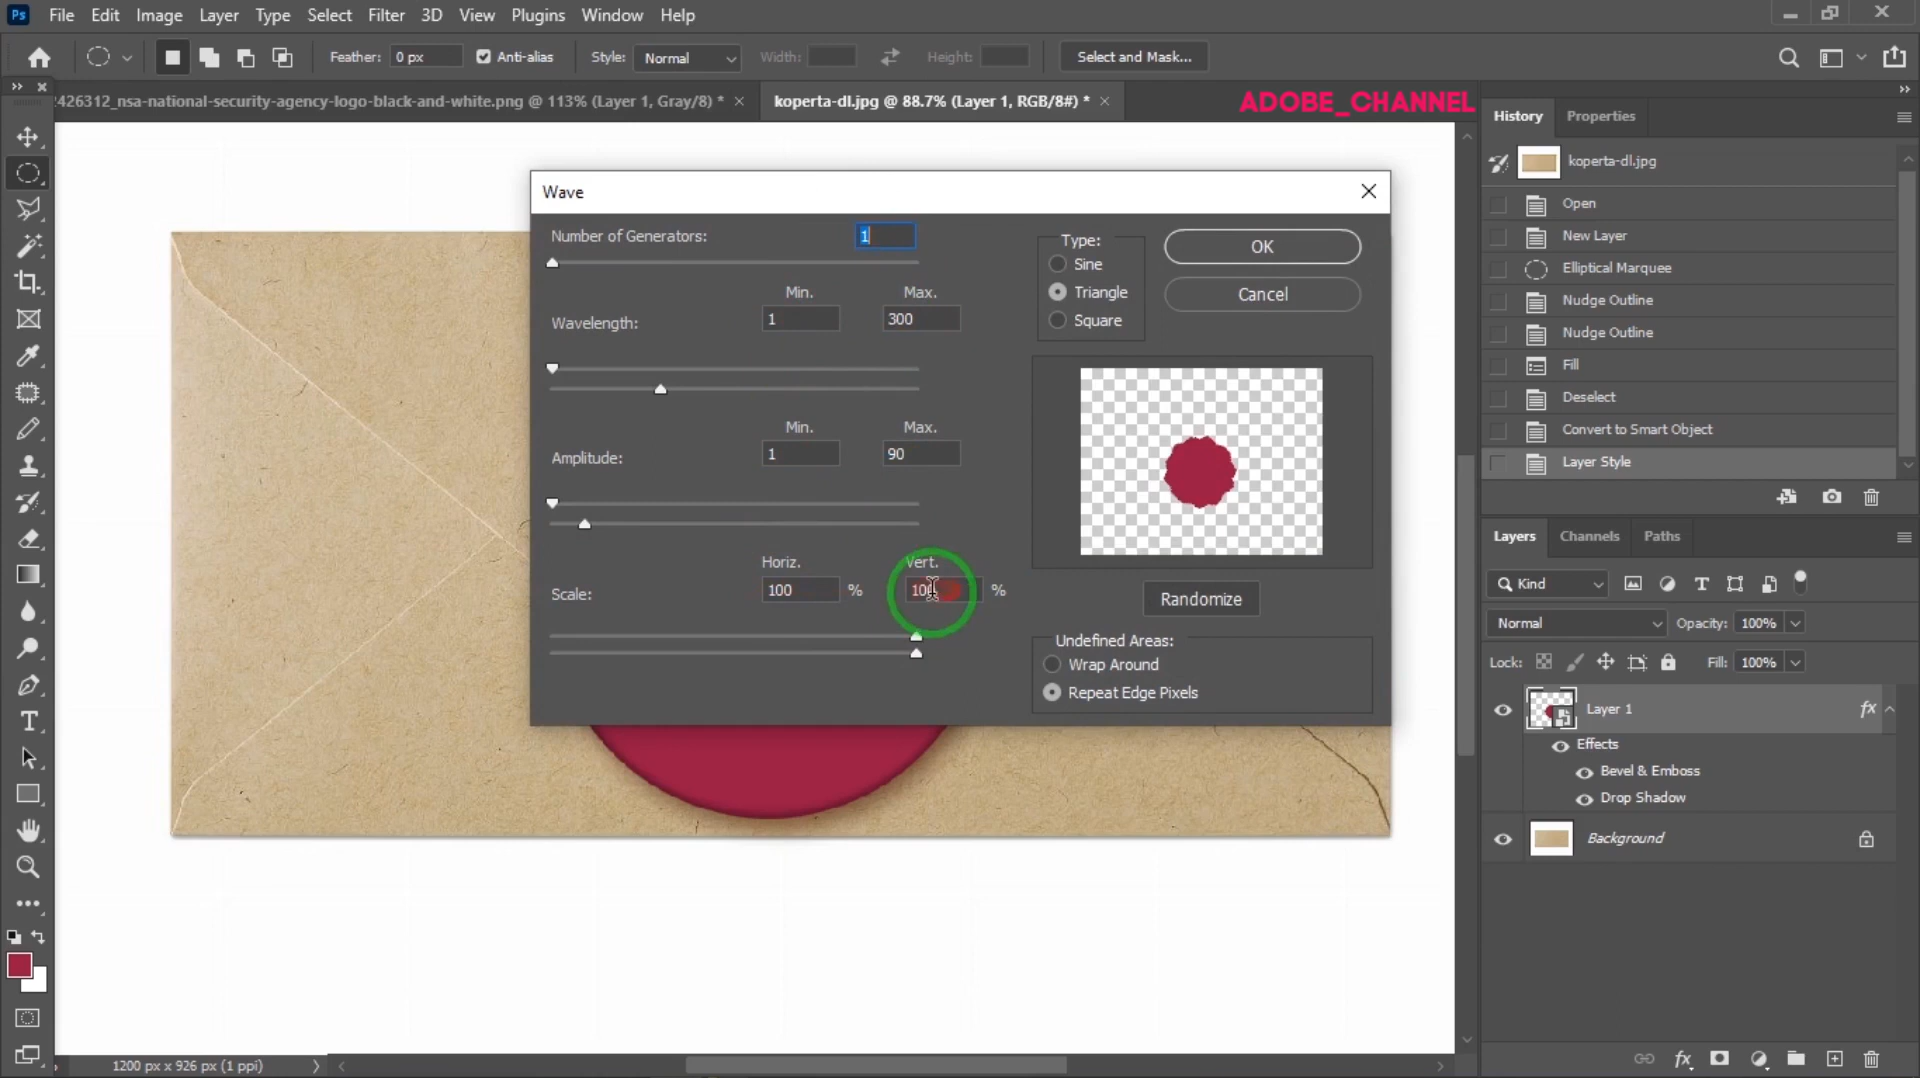 Ps File Edit Image Layer Type Select Filter 3D View Plugins Window Help
Feather: 0 px Anti-alias Style: Normal Width: Height: Select and Mask...
2426312_nsa-national-security-agency-logo-black-and-white.png @ 113% (Layer 1, Gray/8) *
koperta-dl.jpg @ 88.7% (Layer 1, RGB/8#) *
ADOBE_CHANNEL
Wave
Number of Generators: 1
Min. Max.
Wavelength: 1 300
Min. Max.
Amplitude: 1 90
Horiz. Vert.
Scale: 100 % 100 %
Type:
Sine
Triangle
Square
OK
Cancel
Randomize
Undefined Areas:
Wrap Around
Repeat Edge Pixels
History Properties
koperta-dl.jpg
Open
New Layer
Elliptical Marquee
Nudge Outline
Nudge Outline
Fill
Deselect
Convert to Smart Object
Layer Style
Layers Channels Paths
Kind
Normal Opacity: 100%
Lock: Fill: 100%
Layer 1 fx
Effects
Bevel & Emboss
Drop Shadow
Background
fx
1200 px x 926 px (1 ppi)